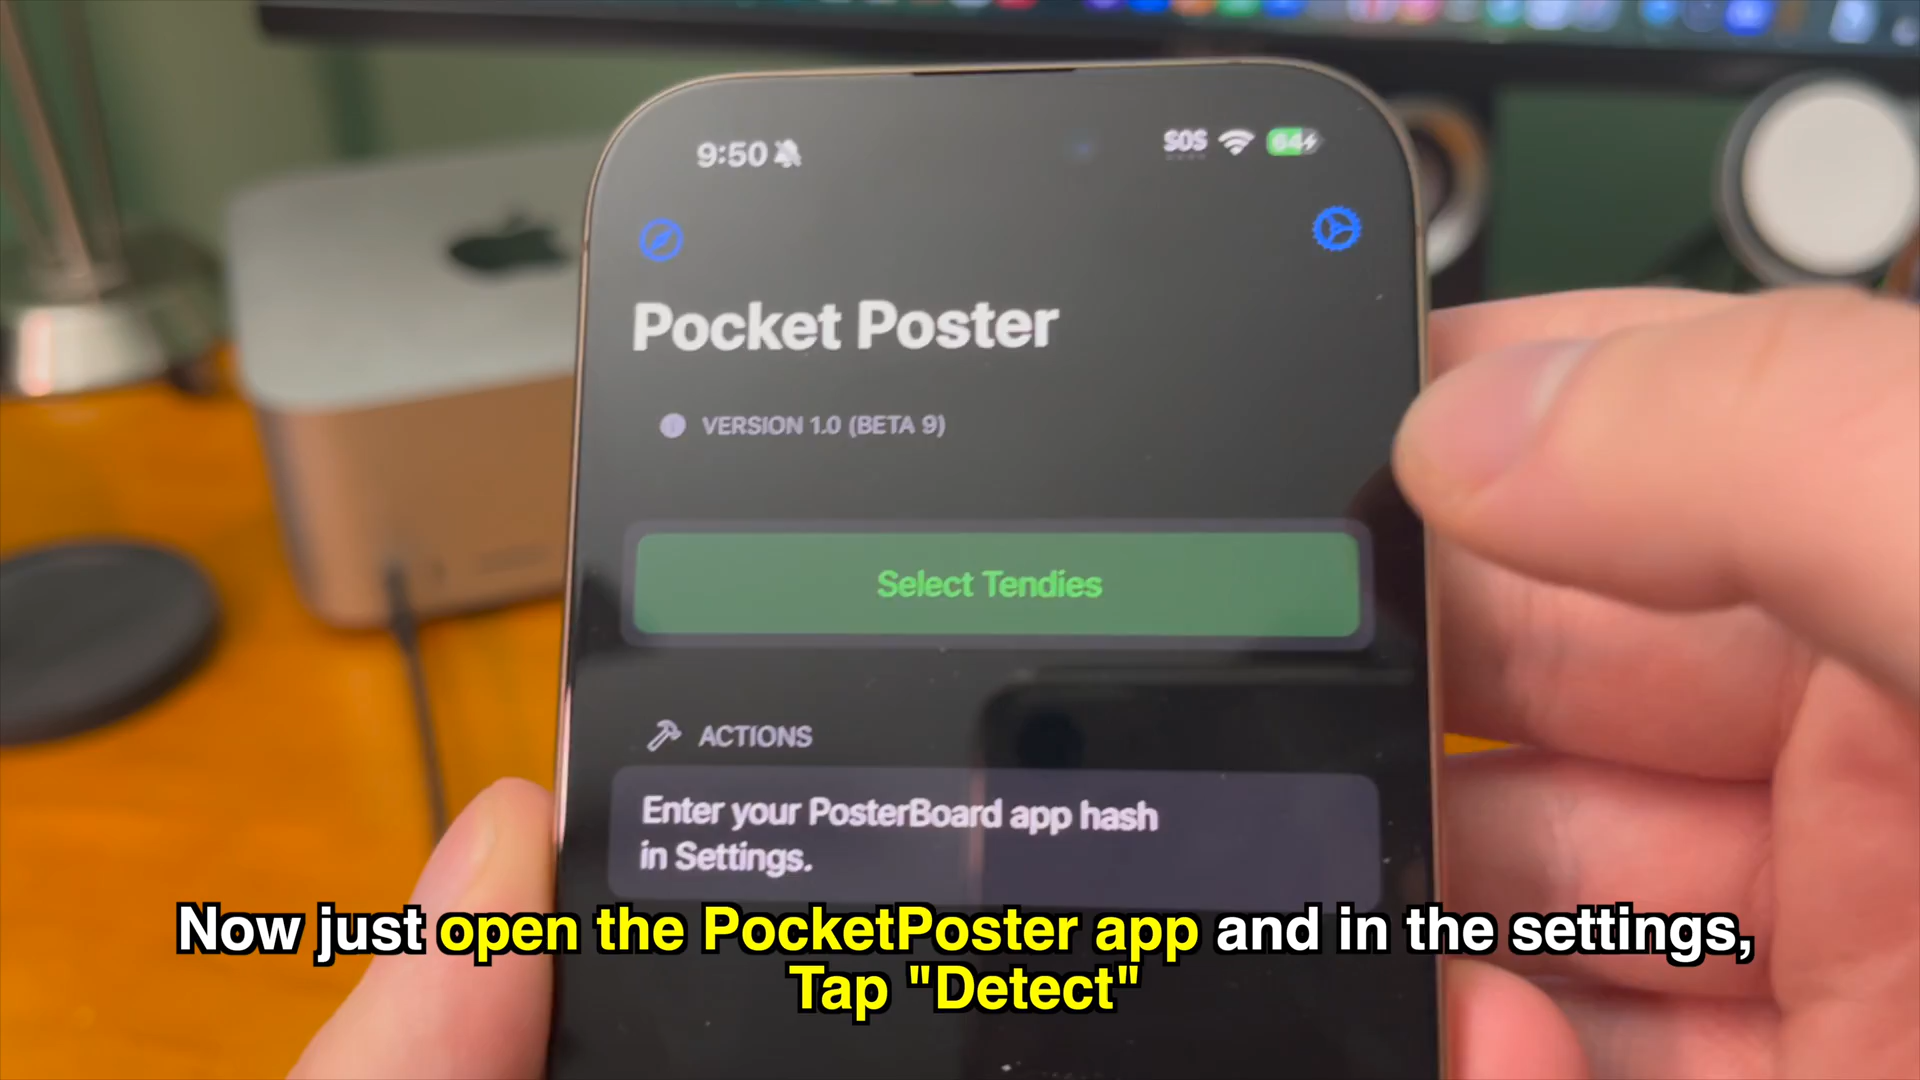 9:50
SOS
64
Pocket Poster
VERSION 1.0 (BETA 9)
Select Tendies
ACTIONS
Enter your PosterBoard app hash
in Settings.
Now just open the PocketPoster app and in the settings,
Tap "Detect"